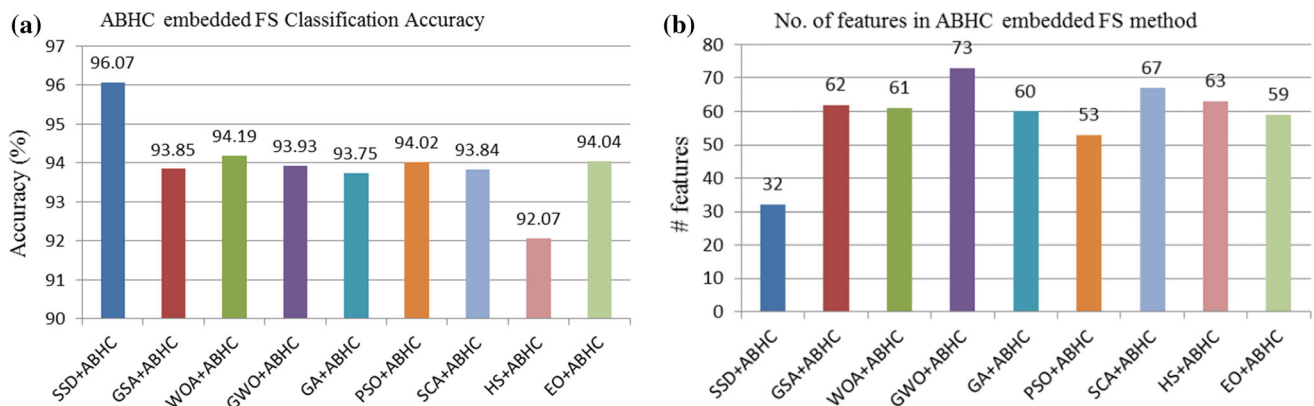 (a)
ABHC embedded FS Classification Accuracy
Accuracy (%)
97
96
95
94
93
92
91
90
96.07
93.85
94.19
93.93
93.75
94.02
93.84
92.07
94.04
SSD+ABHC
GSA+ABHC
WOA+ABHC
GWO+ABHC
GA+ABHC
PSO+ABHC
SCA+ABHC
HS+ABHC
EO+ABHC
(b)
No. of features in ABHC embedded FS method
# features
80
70
60
50
40
30
20
10
0
32
62
61
73
60
53
67
63
59
SSD+ABHC
GSA+ABHC
WOA+ABHC
GWO+ABHC
GA+ABHC
PSO+ABHC
SCA+ABHC
HS+ABHC
EO+ABHC